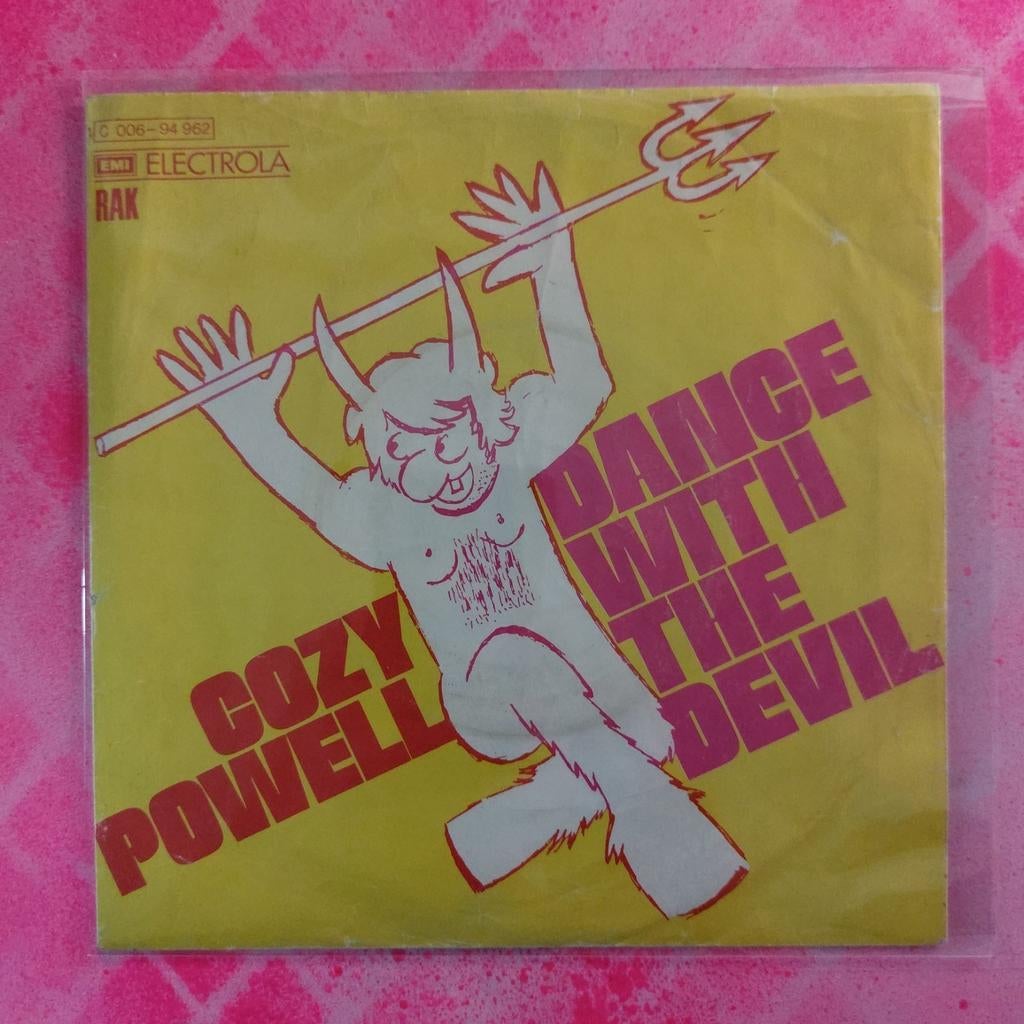 C 006-94 962
EMI ELECTROLA
RAK
DANCE
WITH
THE
DEVIL
COZY
POWELL